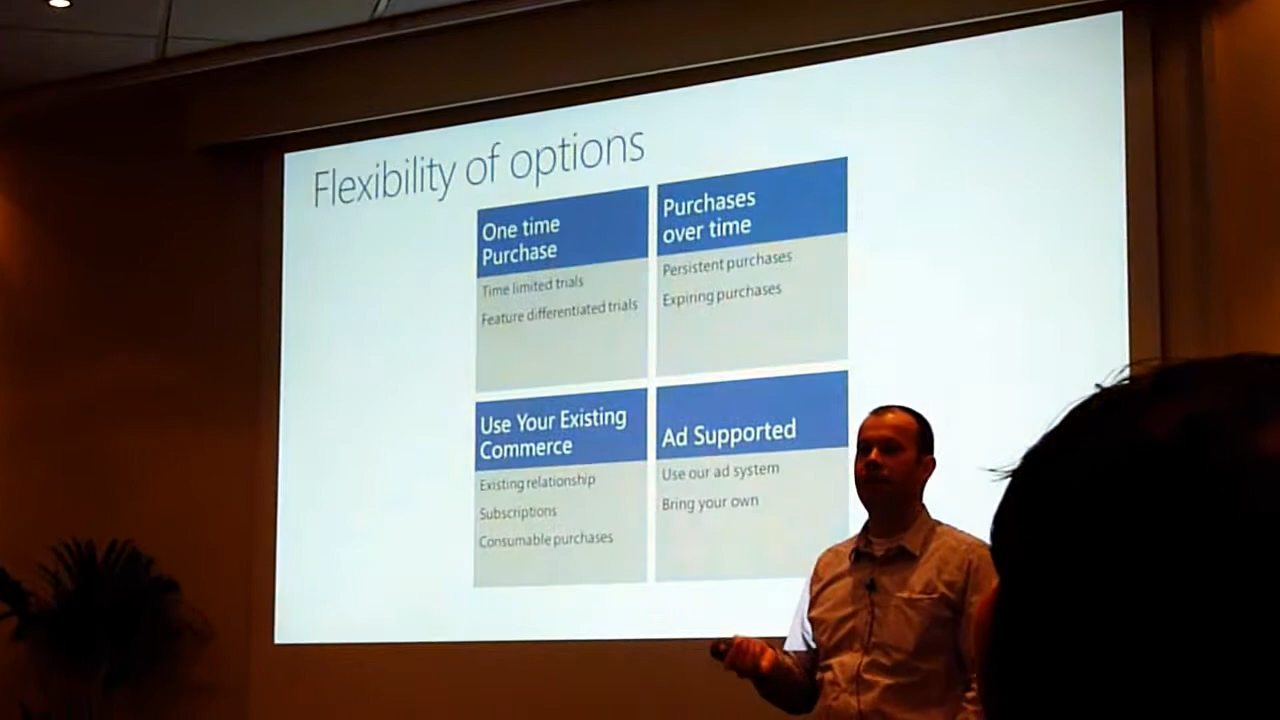 Flexibility of options
One time
Purchase
Time limited trials
Feature differentiated trials
Purchases
over time
Persistent purchases
Expiring purchases
Use Your Existing
Commerce
Existing relationship
Subscriptions
Consumable purchases
Ad Supported
Use our ad system
Bring your own